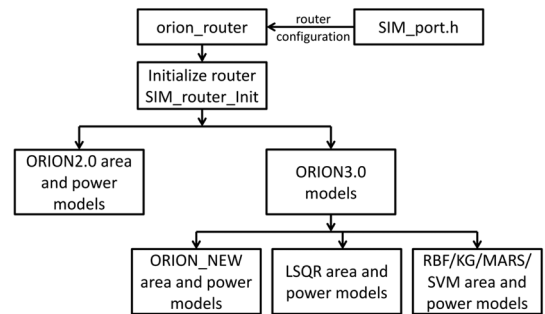 orion_router
router
configuration
SIM_port.h
Initialize router
SIM_router_Init
ORION2.0 area
and power
models
ORION3.0
models
ORION_NEW
area and power
models
LSQR area and
power models
RBF/KG/MARS/
SVM area and
power models